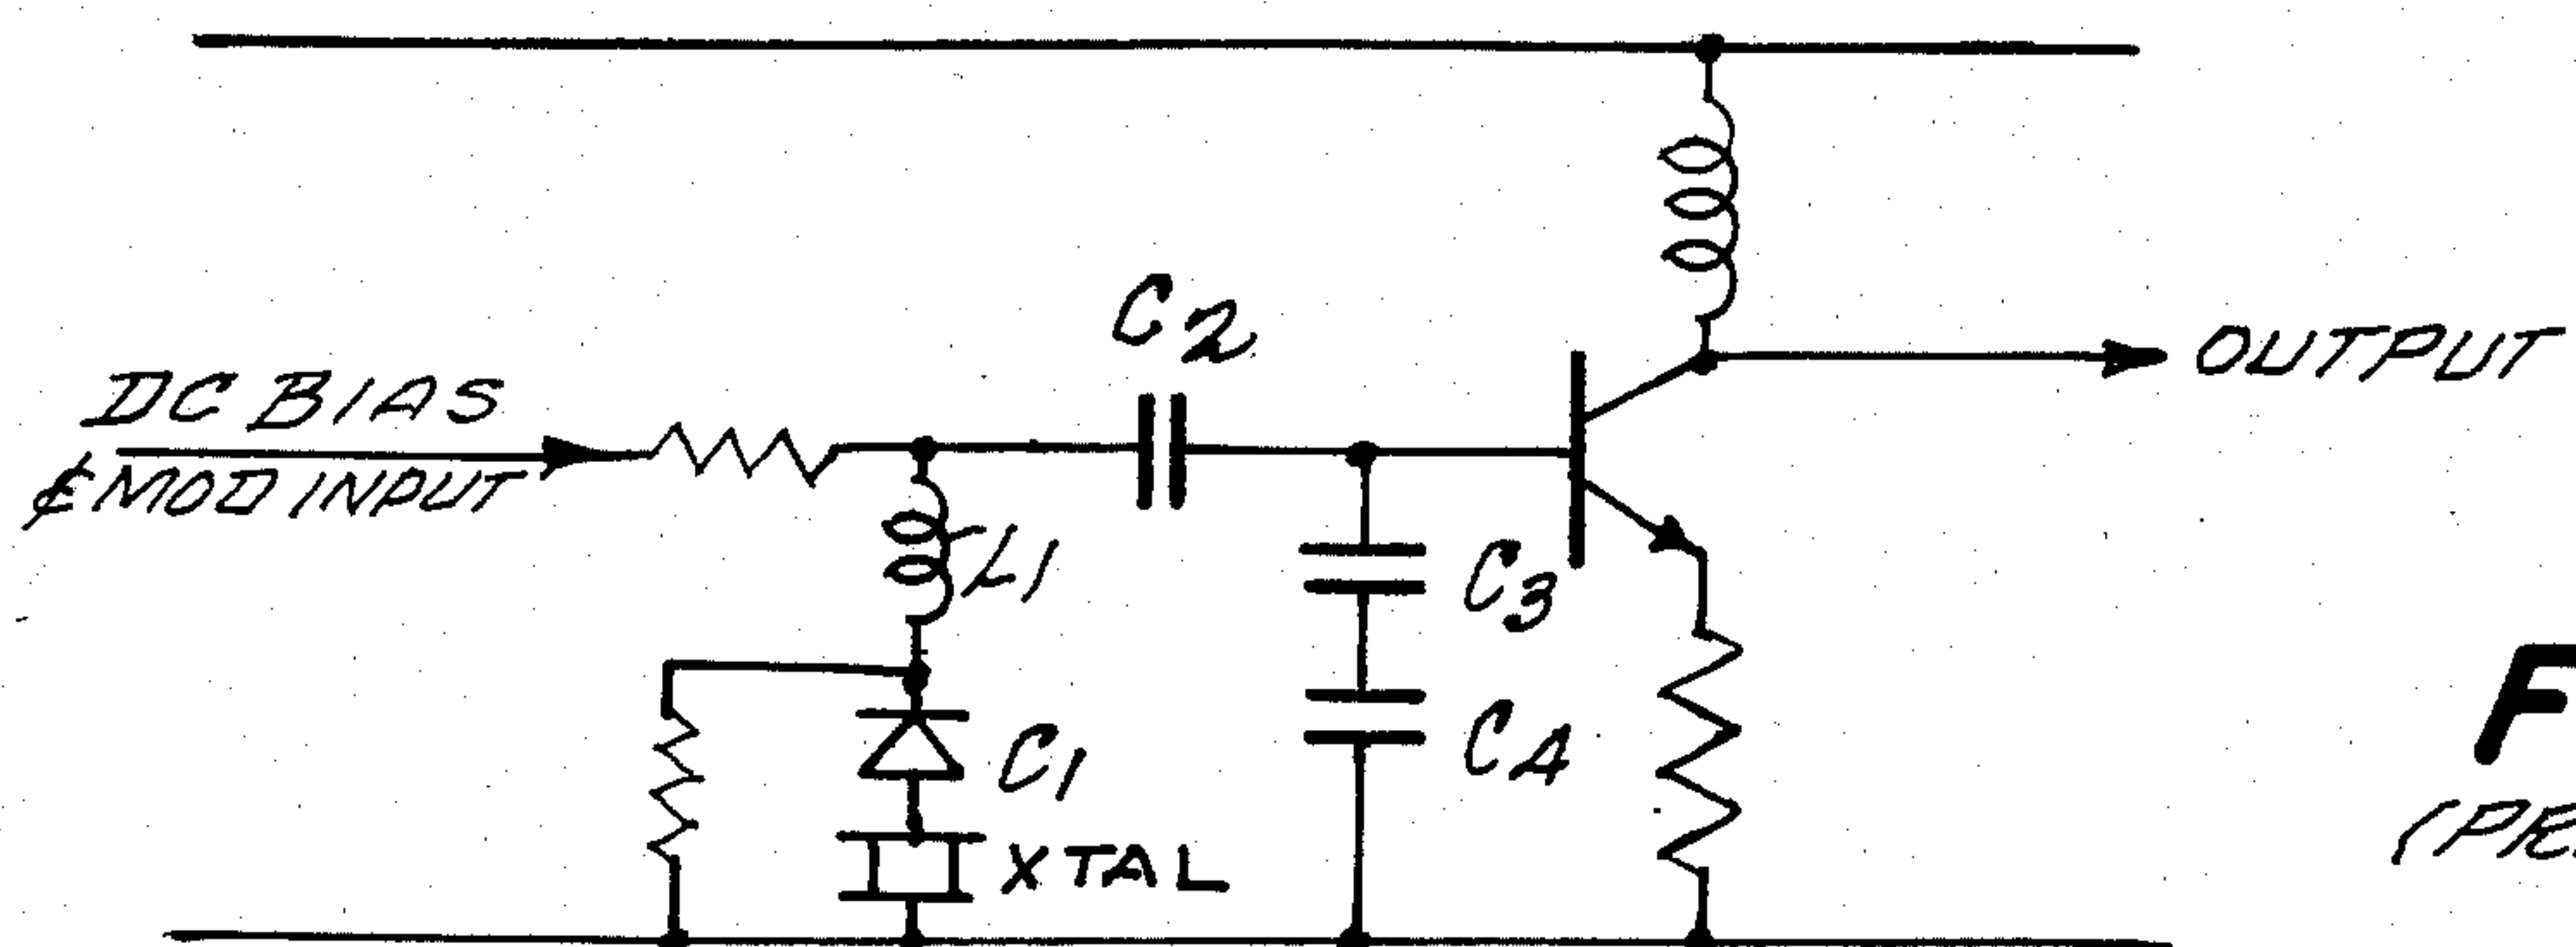 C2
OUTPUT
DC BIAS
& MOD INPUT
L1
C3
C1
C4
XTAL